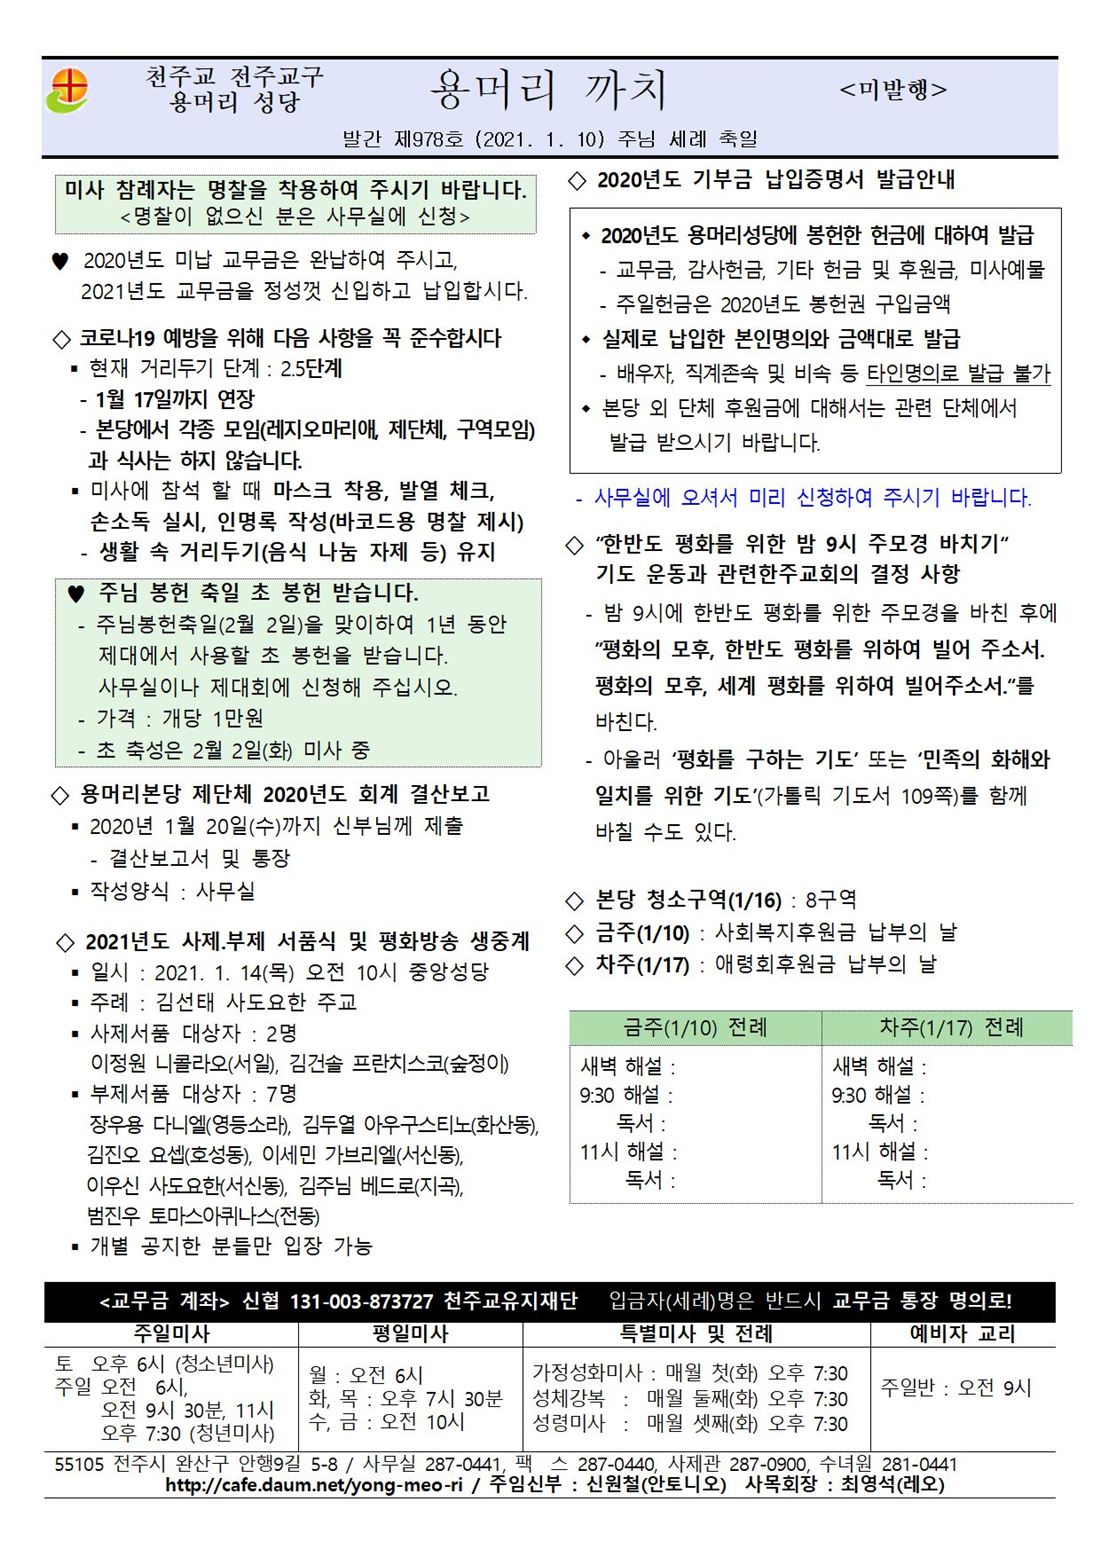 천주교 전주교구
용머리 성당
용머리 까치
<미발행>
발간 제978호 (2021. 1. 10) 주님 세례 축일
미사 참례자는 명찰을 착용하여 주시기 바랍니다.
<명찰이 없으신 분은 사무실에 신청>
♥ 2020년도 미납 교무금은 완납하여 주시고,
2021년도 교무금을 정성껏 신입하고 납입합시다.
◇ 코로나19 예방을 위해 다음 사항을 꼭 준수합시다
▪ 현재 거리두기 단계 : 2.5단계
- 1월 17일까지 연장
- 본당에서 각종 모임(레지오마리애, 제단체, 구역모임)
과 식사는 하지 않습니다.
▪ 미사에 참석 할 때 마스크 착용, 발열 체크,
손소독 실시, 인명록 작성(바코드용 명찰 제시)
- 생활 속 거리두기(음식 나눔 자제 등) 유지
♥ 주님 봉헌 축일 초 봉헌 받습니다.
- 주님봉헌축일(2월 2일)을 맞이하여 1년 동안
제대에서 사용할 초 봉헌을 받습니다.
사무실이나 제대회에 신청해 주십시오.
- 가격 : 개당 1만원
- 초 축성은 2월 2일(화) 미사 중
◇ 용머리본당 제단체 2020년도 회계 결산보고
▪ 2020년 1월 20일(수)까지 신부님께 제출
- 결산보고서 및 통장
▪ 작성양식 : 사무실
◇ 2021년도 사제.부제 서품식 및 평화방송 생중계
▪ 일시 : 2021. 1. 14(목) 오전 10시 중앙성당
▪ 주례 : 김선태 사도요한 주교
▪ 사제서품 대상자 : 2명
이정원 니콜라오(서일), 김건솔 프란치스코(숲정이)
▪ 부제서품 대상자 : 7명
장우용 다니엘(영등소라), 김두열 아우구스티노(화산동),
김진오 요셉(호성동), 이세민 가브리엘(서신동),
이우신 사도요한(서신동), 김주님 베드로(지곡),
범진우 토마스아퀴나스(전동)
▪ 개별 공지한 분들만 입장 가능
◇ 2020년도 기부금 납입증명서 발급안내
◆ 2020년도 용머리성당에 봉헌한 헌금에 대하여 발급
- 교무금, 감사헌금, 기타 헌금 및 후원금, 미사예물
- 주일헌금은 2020년도 봉헌권 구입금액
◆ 실제로 납입한 본인명의와 금액대로 발급
- 배우자, 직계존속 및 비속 등 타인명의로 발급 불가
◆ 본당 외 단체 후원금에 대해서는 관련 단체에서
발급 받으시기 바랍니다.
- 사무실에 오셔서 미리 신청하여 주시기 바랍니다.
◇ “한반도 평화를 위한 밤 9시 주모경 바치기“
기도 운동과 관련한주교회의 결정 사항
- 밤 9시에 한반도 평화를 위한 주모경을 바친 후에
”평화의 모후, 한반도 평화를 위하여 빌어 주소서.
평화의 모후, 세계 평화를 위하여 빌어주소서.“를
바친다.
- 아울러 ‘평화를 구하는 기도’ 또는 ‘민족의 화해와
일치를 위한 기도’(가톨릭 기도서 109쪽)를 함께
바칠 수도 있다.
◇ 본당 청소구역(1/16) : 8구역
◇ 금주(1/10) : 사회복지후원금 납부의 날
◇ 차주(1/17) : 애령회후원금 납부의 날
금주(1/10) 전례 차주(1/17) 전례
새벽 해설 : 새벽 해설 :
9:30 해설 : 9:30 해설 :
독서 : 독서 :
11시 해설 : 11시 해설 :
독서 : 독서 :
<교무금 계좌> 신협 131-003-873727 천주교유지재단 입금자(세례)명은 반드시 교무금 통장 명의로!
주일미사 평일미사 특별미사 및 전례 예비자 교리
토 오후 6시 (청소년미사)
주일 오전 6시,
오전 9시 30분, 11시
오후 7:30 (청년미사)
월 : 오전 6시
화, 목 : 오후 7시 30분
수, 금 : 오전 10시
가정성화미사 : 매월 첫(화) 오후 7:30
성체강복 : 매월 둘째(화) 오후 7:30
성령미사 : 매월 셋째(화) 오후 7:30
주일반 : 오전 9시
55105 전주시 완산구 안행9길 5-8 / 사무실 287-0441, 팩 스 287-0440, 사제관 287-0900, 수녀원 281-0441
http://cafe.daum.net/yong-meo-ri / 주임신부 : 신원철(안토니오) 사목회장 : 최영석(레오)